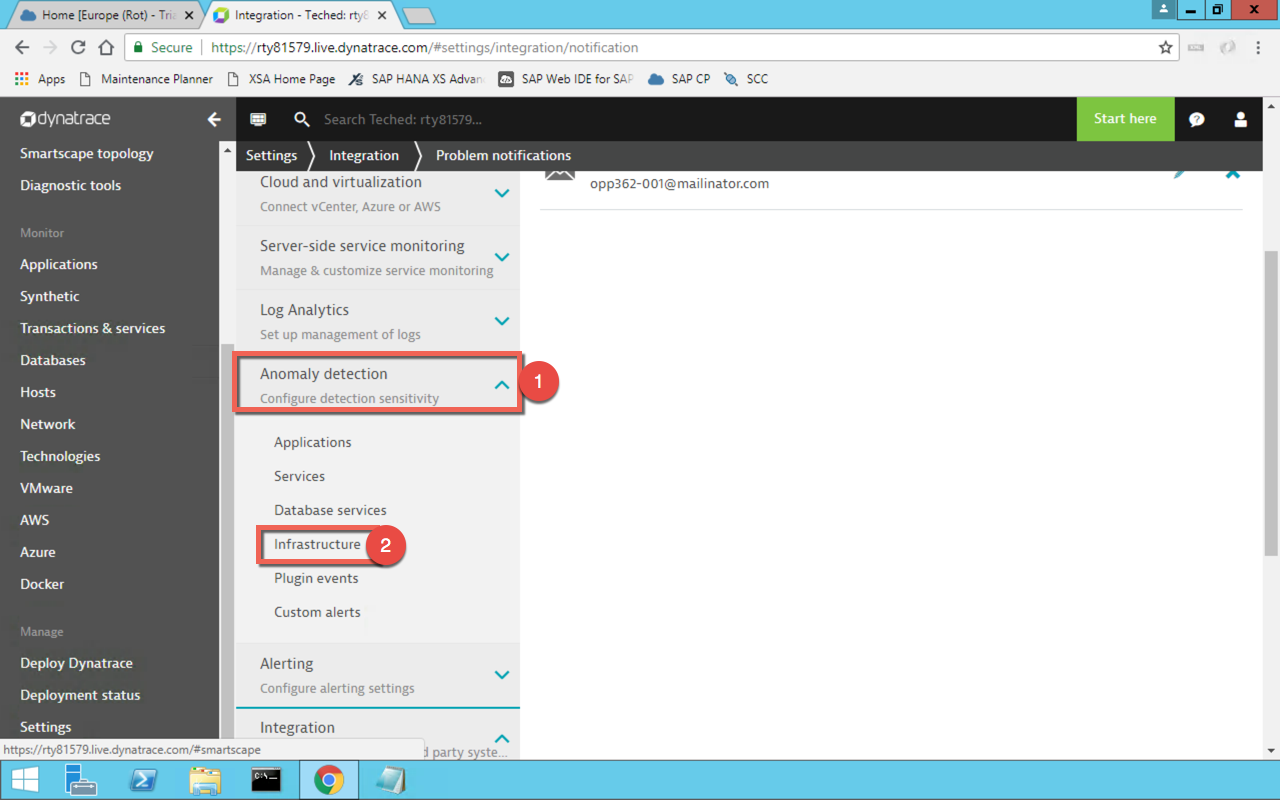 Home [Europe (Rot) - Tria
Integration - Teched: rty8
Secure
https://rty81579.live.dynatrace.com/#settings/integration/notification
Apps
Maintenance Planner
XSA Home Page
SAP HANA XS Advan
SAP Web IDE for SAP
SAP CP
SCC
dynatrace
Search Teched: rty81579...
Start here
Settings
Integration
Problem notifications
Smartscape topology
Diagnostic tools
Monitor
Applications
Synthetic
Transactions & services
Databases
Hosts
Network
Technologies
VMware
AWS
Azure
Docker
Manage
Deploy Dynatrace
Deployment status
Settings
Cloud and virtualization
Connect vCenter, Azure or AWS
Server-side service monitoring
Manage & customize service monitoring
Log Analytics
Set up management of logs
Anomaly detection
Configure detection sensitivity
1
Applications
Services
Database services
Infrastructure
2
Plugin events
Custom alerts
Alerting
Configure alerting settings
Integration
d party syste...
opp362-001@mailinator.com
https://rty81579.live.dynatrace.com/#smartscape